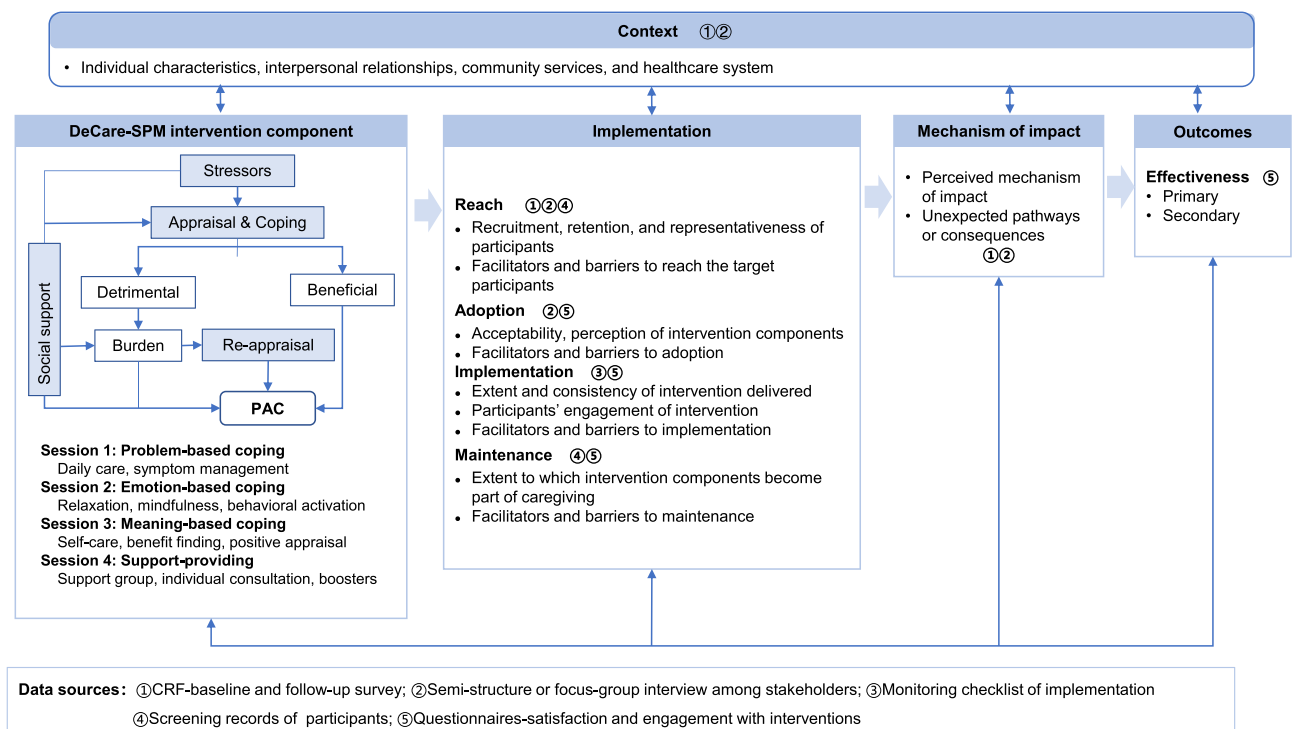 Context ①②
• Individual characteristics, interpersonal relationships, community services, and healthcare system
DeCare-SPM intervention component
Stressors
Appraisal & Coping
Detrimental
Beneficial
Social support
Burden
Re-appraisal
PAC
Session 1: Problem-based coping
Daily care, symptom management
Session 2: Emotion-based coping
Relaxation, mindfulness, behavioral activation
Session 3: Meaning-based coping
Self-care, benefit finding, positive appraisal
Session 4: Support-providing
Support group, individual consultation, boosters
Implementation
Reach ①②④
• Recruitment, retention, and representativeness of
participants
• Facilitators and barriers to reach the target
participants
Adoption ②⑤
• Acceptability, perception of intervention components
• Facilitators and barriers to adoption
Implementation ③⑤
• Extent and consistency of intervention delivered
• Participants' engagement of intervention
• Facilitators and barriers to implementation
Maintenance ④⑤
• Extent to which intervention components become
part of caregiving
• Facilitators and barriers to maintenance
Mechanism of impact
• Perceived mechanism
of impact
• Unexpected pathways
or consequences
①②
Outcomes
Effectiveness ⑤
• Primary
• Secondary
Data sources: ①CRF-baseline and follow-up survey; ②Semi-structure or focus-group interview among stakeholders; ③Monitoring checklist of implementation
④Screening records of participants; ⑤Questionnaires-satisfaction and engagement with interventions